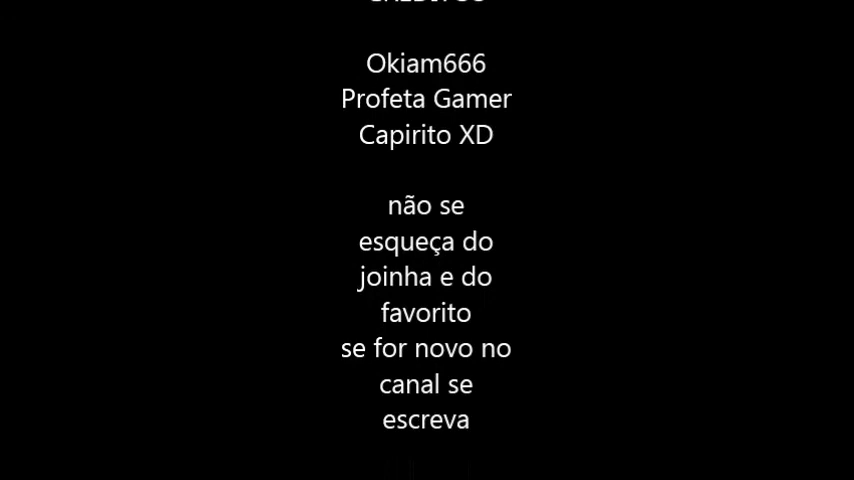 Okiam666
Profeta Gamer
Capirito XD
não se
esqueça do
joinha e do
favorito
se for novo no
canal se
escreva